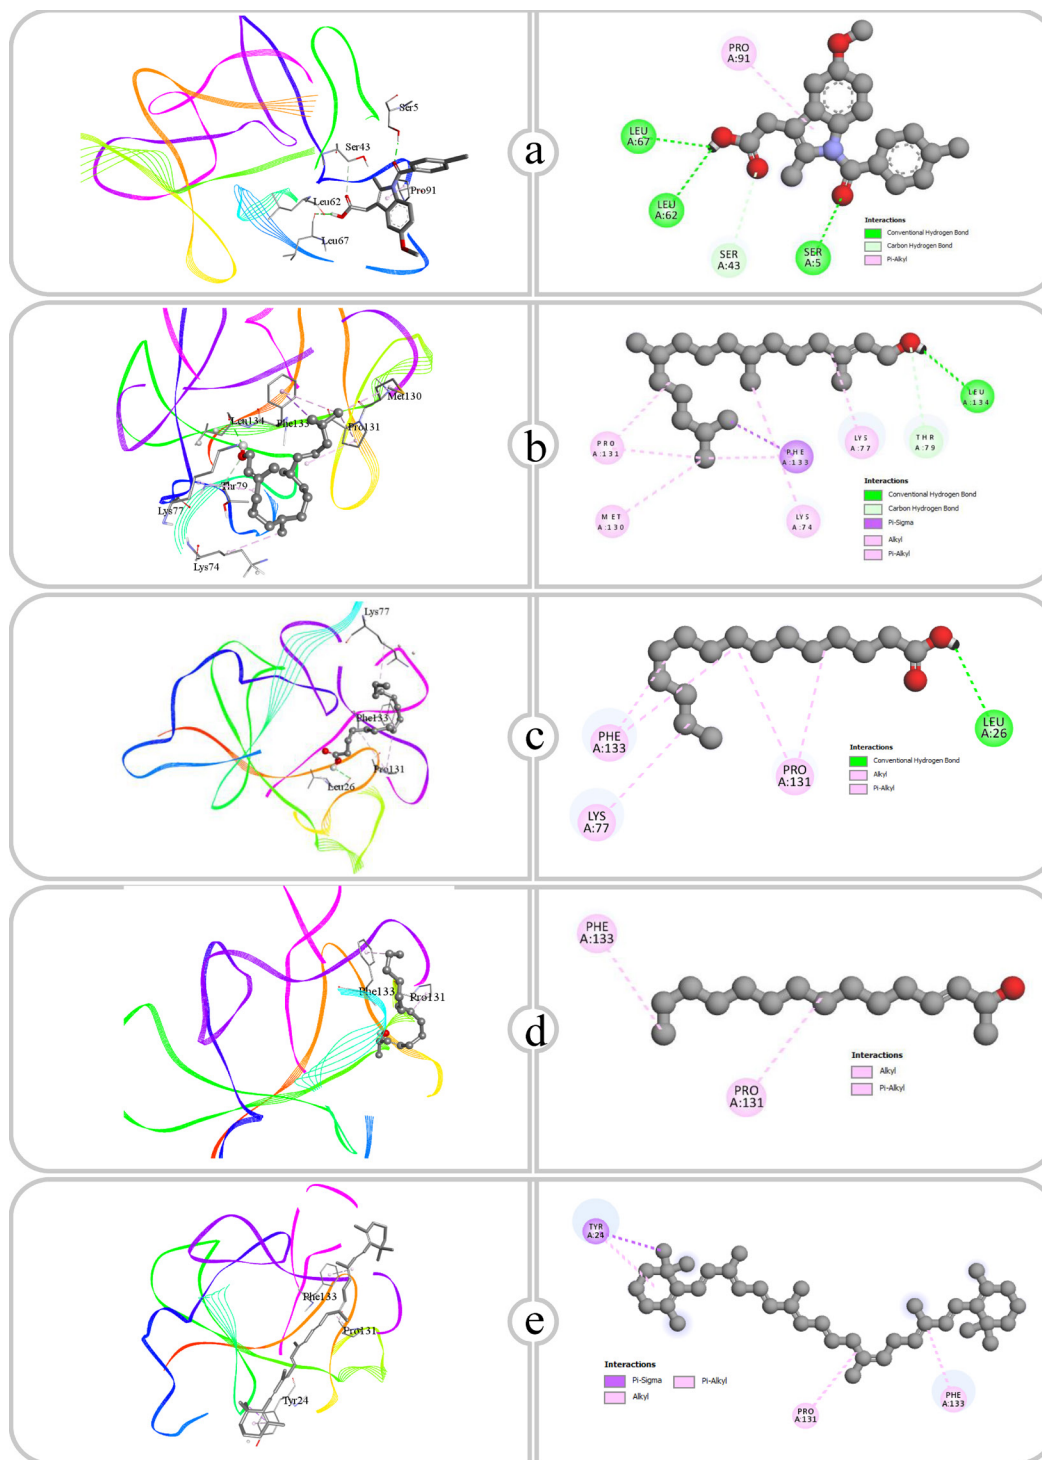 Ser5
Ser43
Pro91
Leu62
Leu67
a
PRO
A:91
LEU
A:67
LEU
A:62
SER
A:43
SER
A:5
Interactions
Conventional Hydrogen Bond
Carbon Hydrogen Bond
Pi-Alkyl
Met130
Leu134
Phe133
Pro131
Thr79
Lys77
Lys74
b
PRO
A:131
MET
A:130
PHE
A:133
LYS
A:74
LYS
A:77
THR
A:79
LEU
A:134
Interactions
Conventional Hydrogen Bond
Carbon Hydrogen Bond
Pi-Sigma
Alkyl
Pi-Alkyl
Lys77
Phe133
Pro131
Leu26
c
PHE
A:133
LYS
A:77
PRO
A:131
LEU
A:26
Interactions
Conventional Hydrogen Bond
Alkyl
Pi-Alkyl
Phe133
Pro131
d
PHE
A:133
PRO
A:131
Interactions
Alkyl
Pi-Alkyl
Phe133
Pro131
Tyr24
e
TYR
A:24
PRO
A:131
PHE
A:133
Interactions
Pi-Sigma
Pi-Alkyl
Alkyl